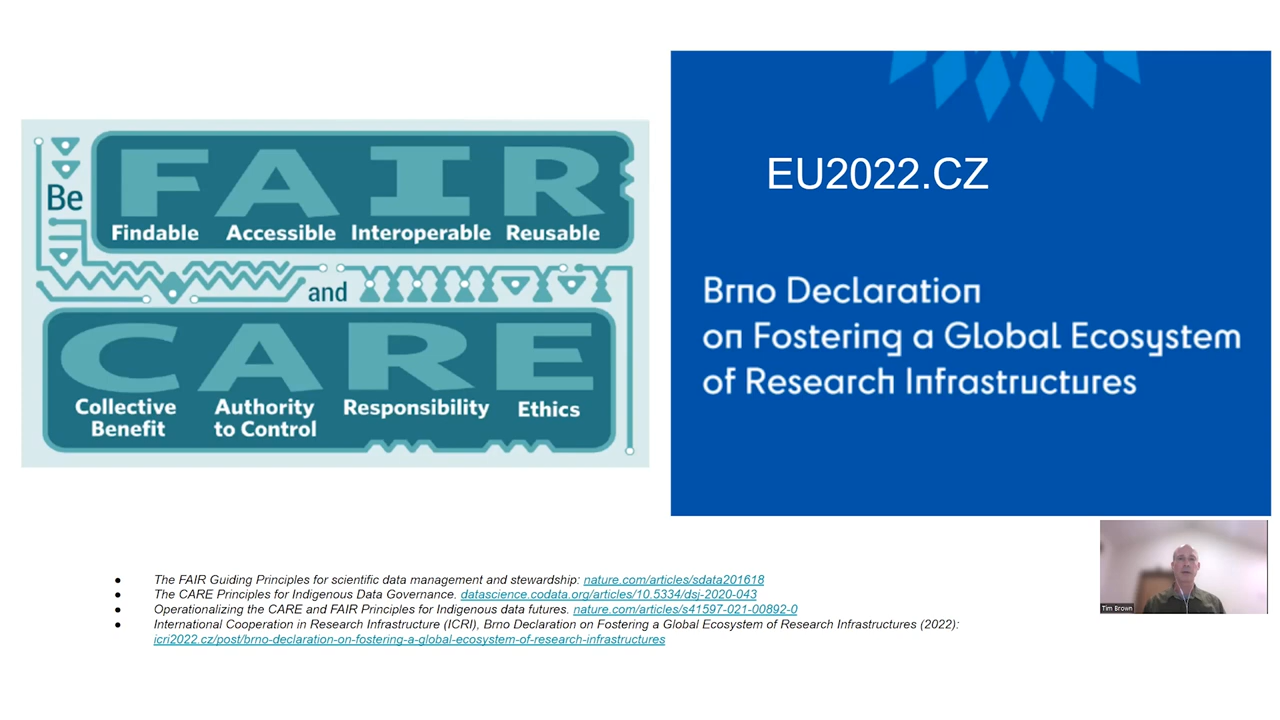 Be
FAIR
Findable Accessible Interoperable Reusable
and
CARE
Collective Benefit Authority to Control Responsibility Ethics
EU2022.CZ
Brno Declaration
on Fostering a Global Ecosystem
of Research Infrastructures
Tim Brown
● The FAIR Guiding Principles for scientific data management and stewardship: nature.com/articles/sdata201618
● The CARE Principles for Indigenous Data Governance. datascience.codata.org/articles/10.5334/dsj-2020-043
● Operationalizing the CARE and FAIR Principles for Indigenous data futures. nature.com/articles/s41597-021-00892-0
● International Cooperation in Research Infrastructure (ICRI), Brno Declaration on Fostering a Global Ecosystem of Research Infrastructures (2022):
icri2022.cz/post/brno-declaration-on-fostering-a-global-ecosystem-of-research-infrastructures